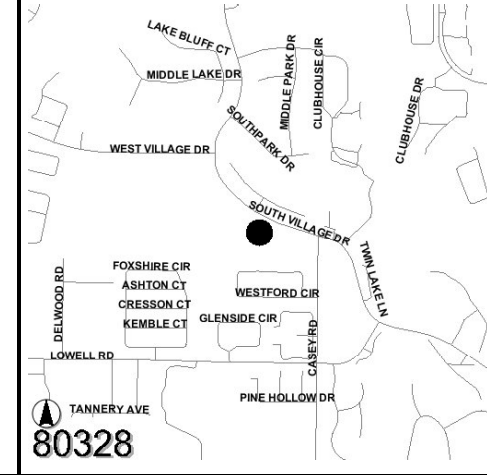 LAKE BLUFF CT
MIDDLE LAKE DR
MIDDLE PARK DR
CLUBHOUSE CIR
CLUBHOUSE DR
SOUTHPARK DR
WEST VILLAGE DR
SOUTH VILLAGE DR
TWIN LAKE LN
FOXSHIRE CIR
ASHTON CT
CRESSON CT
KEMBLE CT
DELWOOD RD
WESTFORD CIR
GLENSIDE CIR
CASEY RD
LOWELL RD
PINE HOLLOW DR
TANNERY AVE
80328